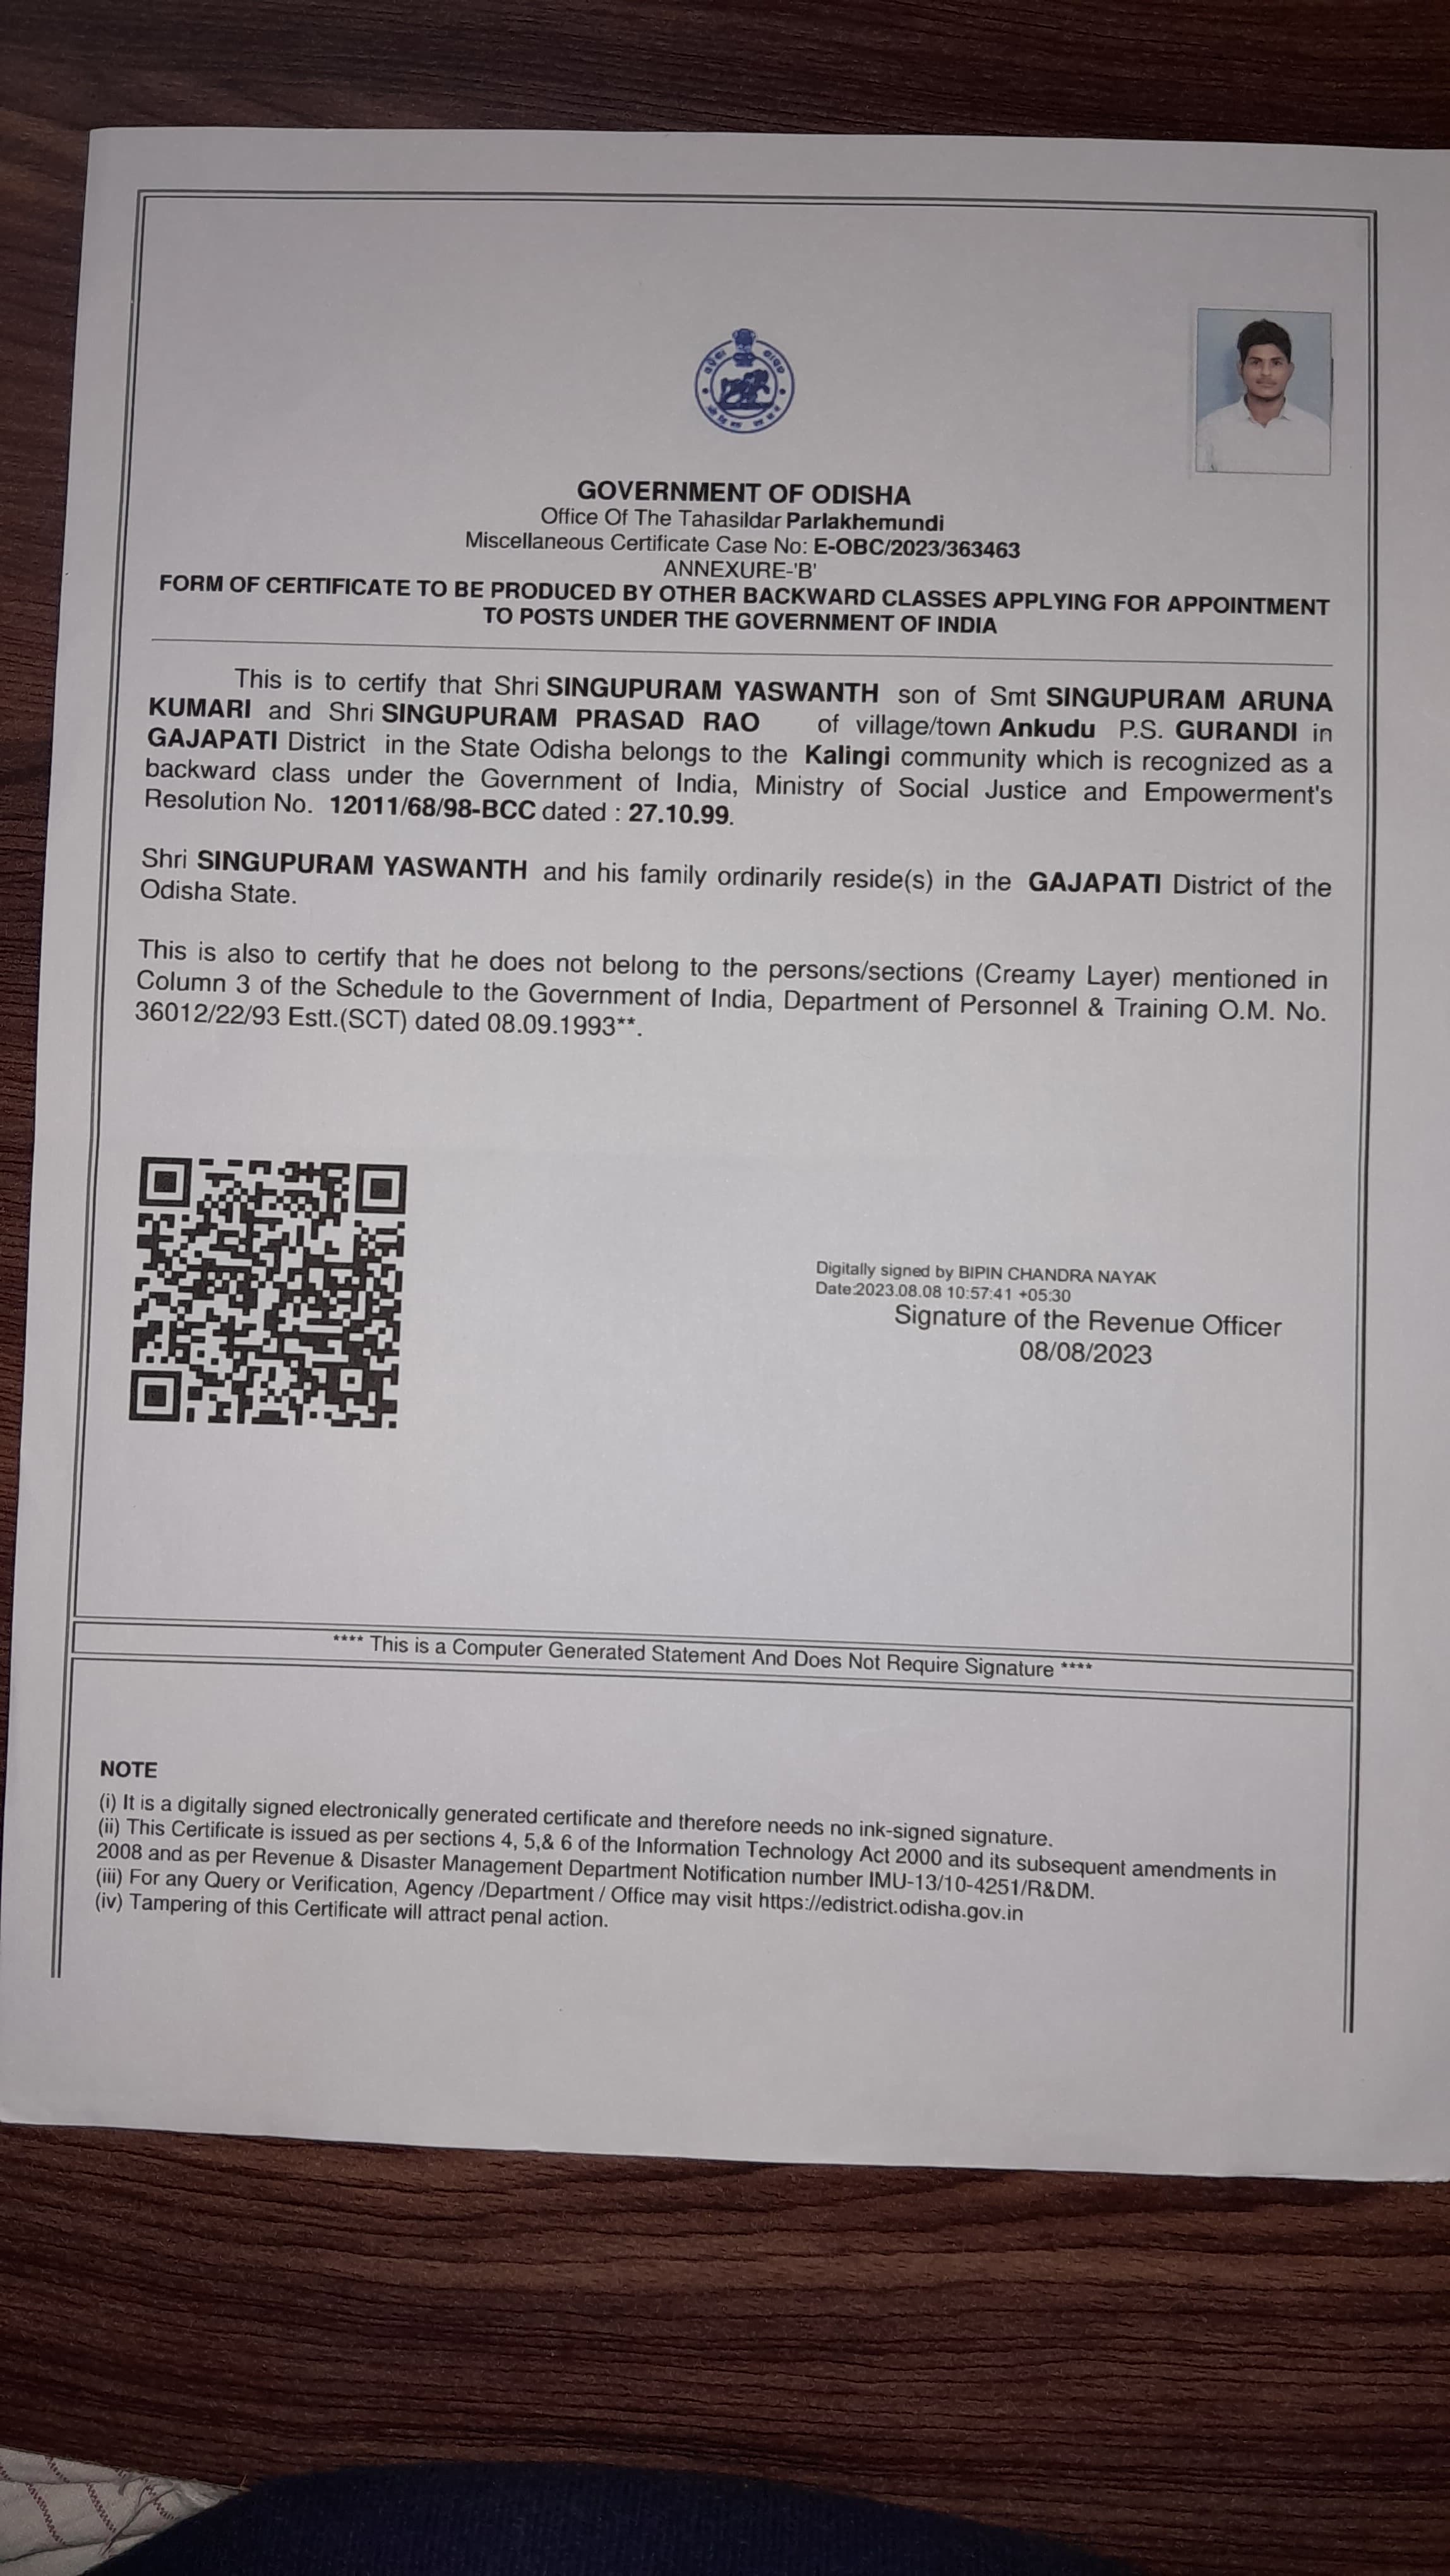 GOVERNMENT OF ODISHA
Office Of The Tahasildar Parlakhemundi
Miscellaneous Certificate Case No: E-OBC/2023/363463
ANNEXURE-'B'
FORM OF CERTIFICATE TO BE PRODUCED BY OTHER BACKWARD CLASSES APPLYING FOR APPOINTMENT
TO POSTS UNDER THE GOVERNMENT OF INDIA
This is to certify that Shri SINGUPURAM YASWANTH son of Smt SINGUPURAM ARUNA
KUMARI and Shri SINGUPURAM PRASAD RAO of village/town Ankudu P.S. GURANDI in
GAJAPATI District in the State Odisha belongs to the Kalingi community which is recognized as a
backward class under the Government of India, Ministry of Social Justice and Empowerment's
Resolution No. 12011/68/98-BCC dated : 27.10.99.
Shri SINGUPURAM YASWANTH and his family ordinarily reside(s) in the GAJAPATI District of the
Odisha State.
This is also to certify that he does not belong to the persons/sections (Creamy Layer) mentioned in
Column 3 of the Schedule to the Government of India, Department of Personnel & Training O.M. No.
36012/22/93 Estt.(SCT) dated 08.09.1993**.
Digitally signed by BIPIN CHANDRA NAYAK
Date:2023.08.08 10:57:41 +05:30
Signature of the Revenue Officer
08/08/2023
**** This is a Computer Generated Statement And Does Not Require Signature ****
NOTE
(i) It is a digitally signed electronically generated certificate and therefore needs no ink-signed signature.
(ii) This Certificate is issued as per sections 4, 5,& 6 of the Information Technology Act 2000 and its subsequent amendments in
2008 and as per Revenue & Disaster Management Department Notification number IMU-13/10-4251/R&DM.
(iii) For any Query or Verification, Agency /Department / Office may visit https://edistrict.odisha.gov.in
(iv) Tampering of this Certificate will attract penal action.